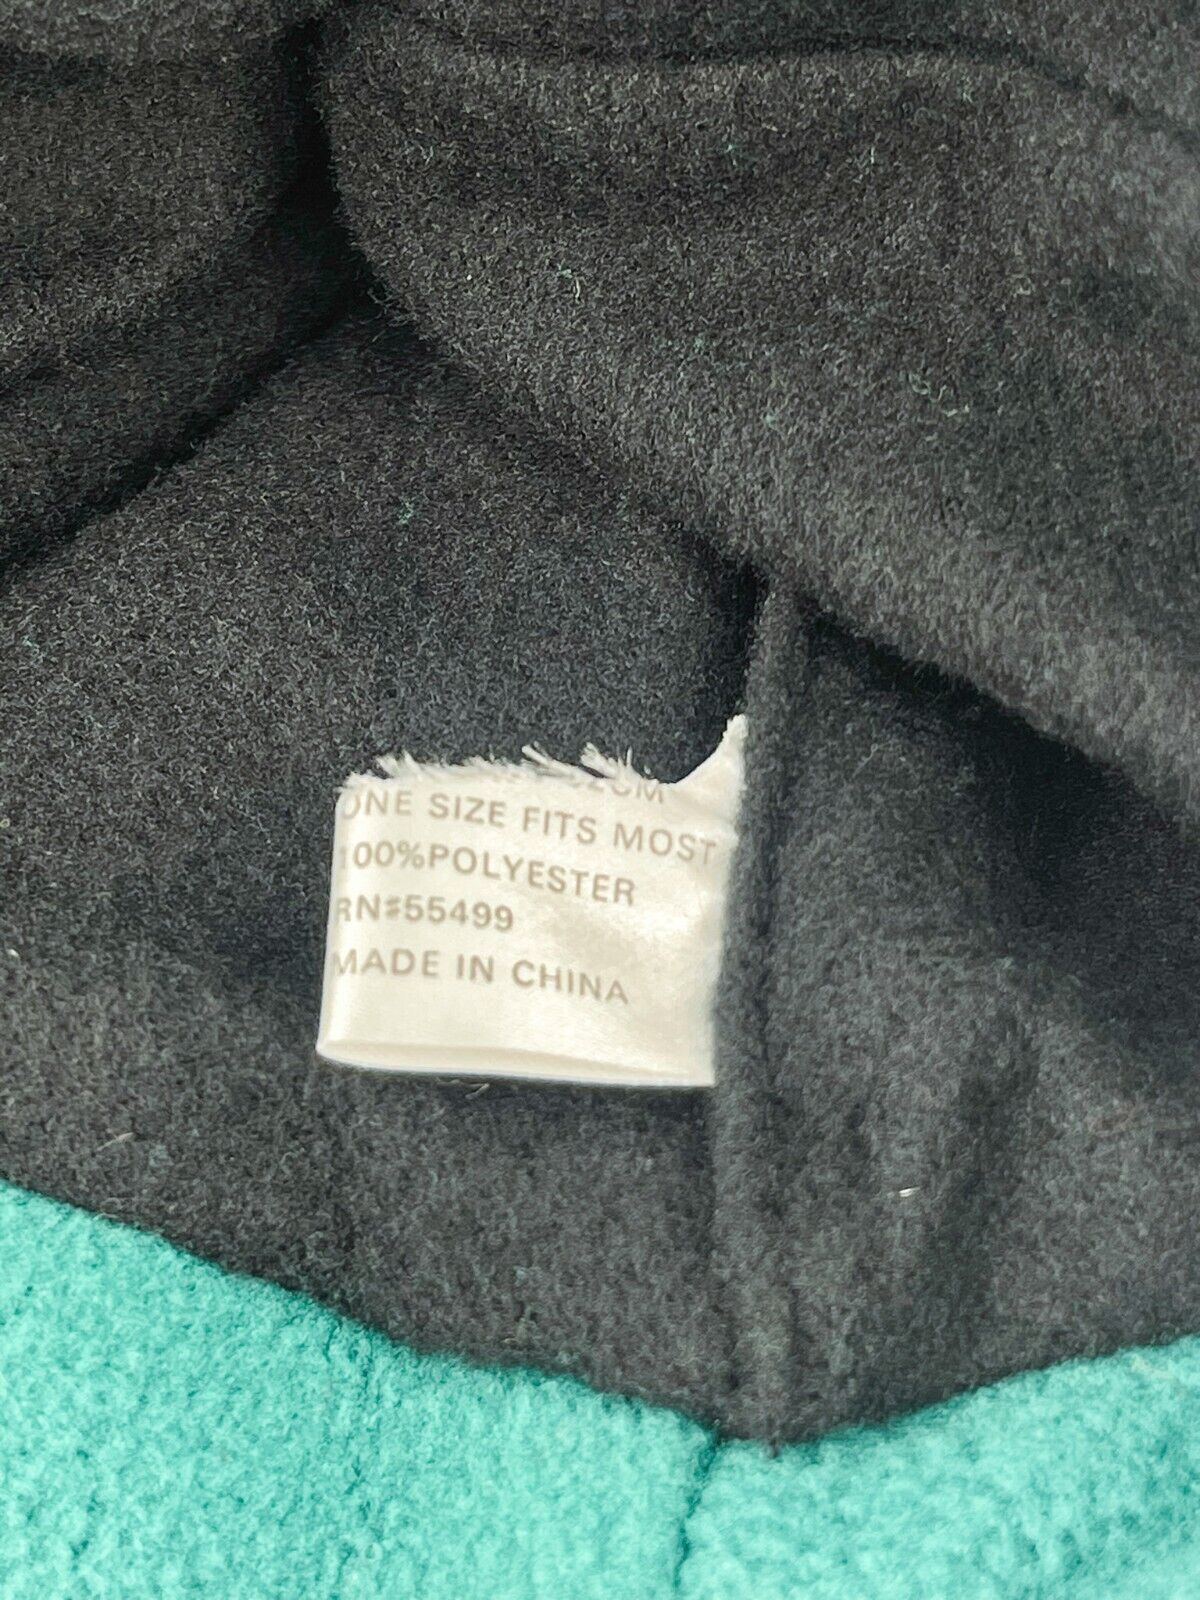 ONE SIZE FITS MOST
100%POLYESTER
RN#55499
MADE IN CHINA